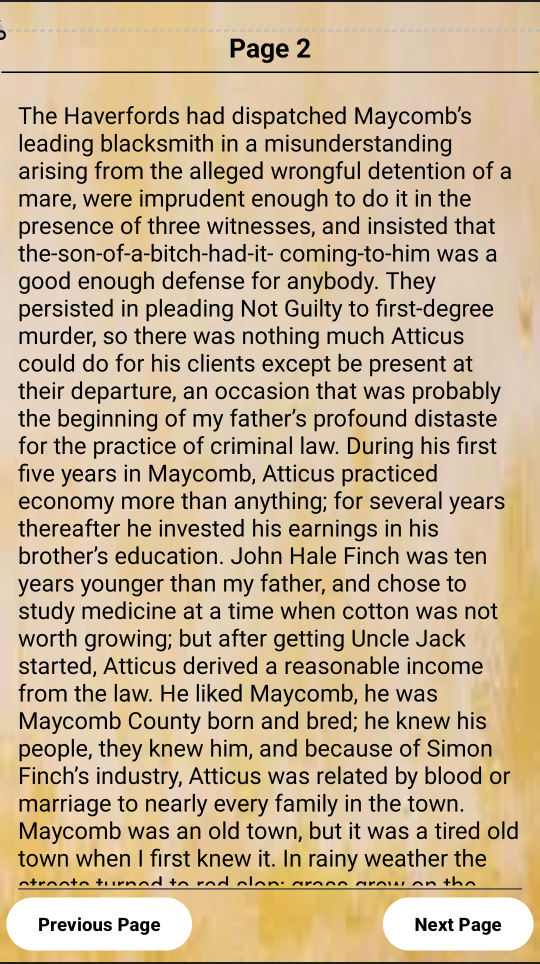 Page 2
The Haverfords had dispatched Maycomb’s
leading blacksmith in a misunderstanding
arising from the alleged wrongful detention of a
mare, were imprudent enough to do it in the
presence of three witnesses, and insisted that
the-son-of-a-bitch-had-it- coming-to-him was a
good enough defense for anybody. They
persisted in pleading Not Guilty to first-degree
murder, so there was nothing much Atticus
could do for his clients except be present at
their departure, an occasion that was probably
the beginning of my father’s profound distaste
for the practice of criminal law. During his first
five years in Maycomb, Atticus practiced
economy more than anything; for several years
thereafter he invested his earnings in his
brother’s education. John Hale Finch was ten
years younger than my father, and chose to
study medicine at a time when cotton was not
worth growing; but after getting Uncle Jack
started, Atticus derived a reasonable income
from the law. He liked Maycomb, he was
Maycomb County born and bred; he knew his
people, they knew him, and because of Simon
Finch’s industry, Atticus was related by blood or
marriage to nearly every family in the town.
Maycomb was an old town, but it was a tired old
town when I first knew it. In rainy weather the
streets turned to red slop; grass grew on the
Previous Page
Next Page